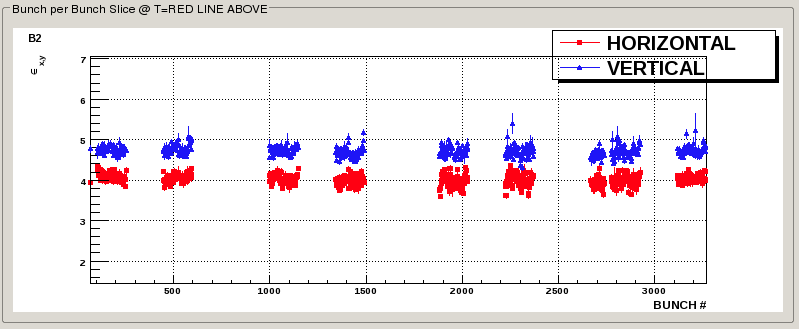 Bunch per Bunch Slice @ T=RED LINE ABOVE
B2
HORIZONTAL
VERTICAL
ϵ x,y
7
6
5
4
3
2
500 1000 1500 2000 2500 3000
BUNCH #